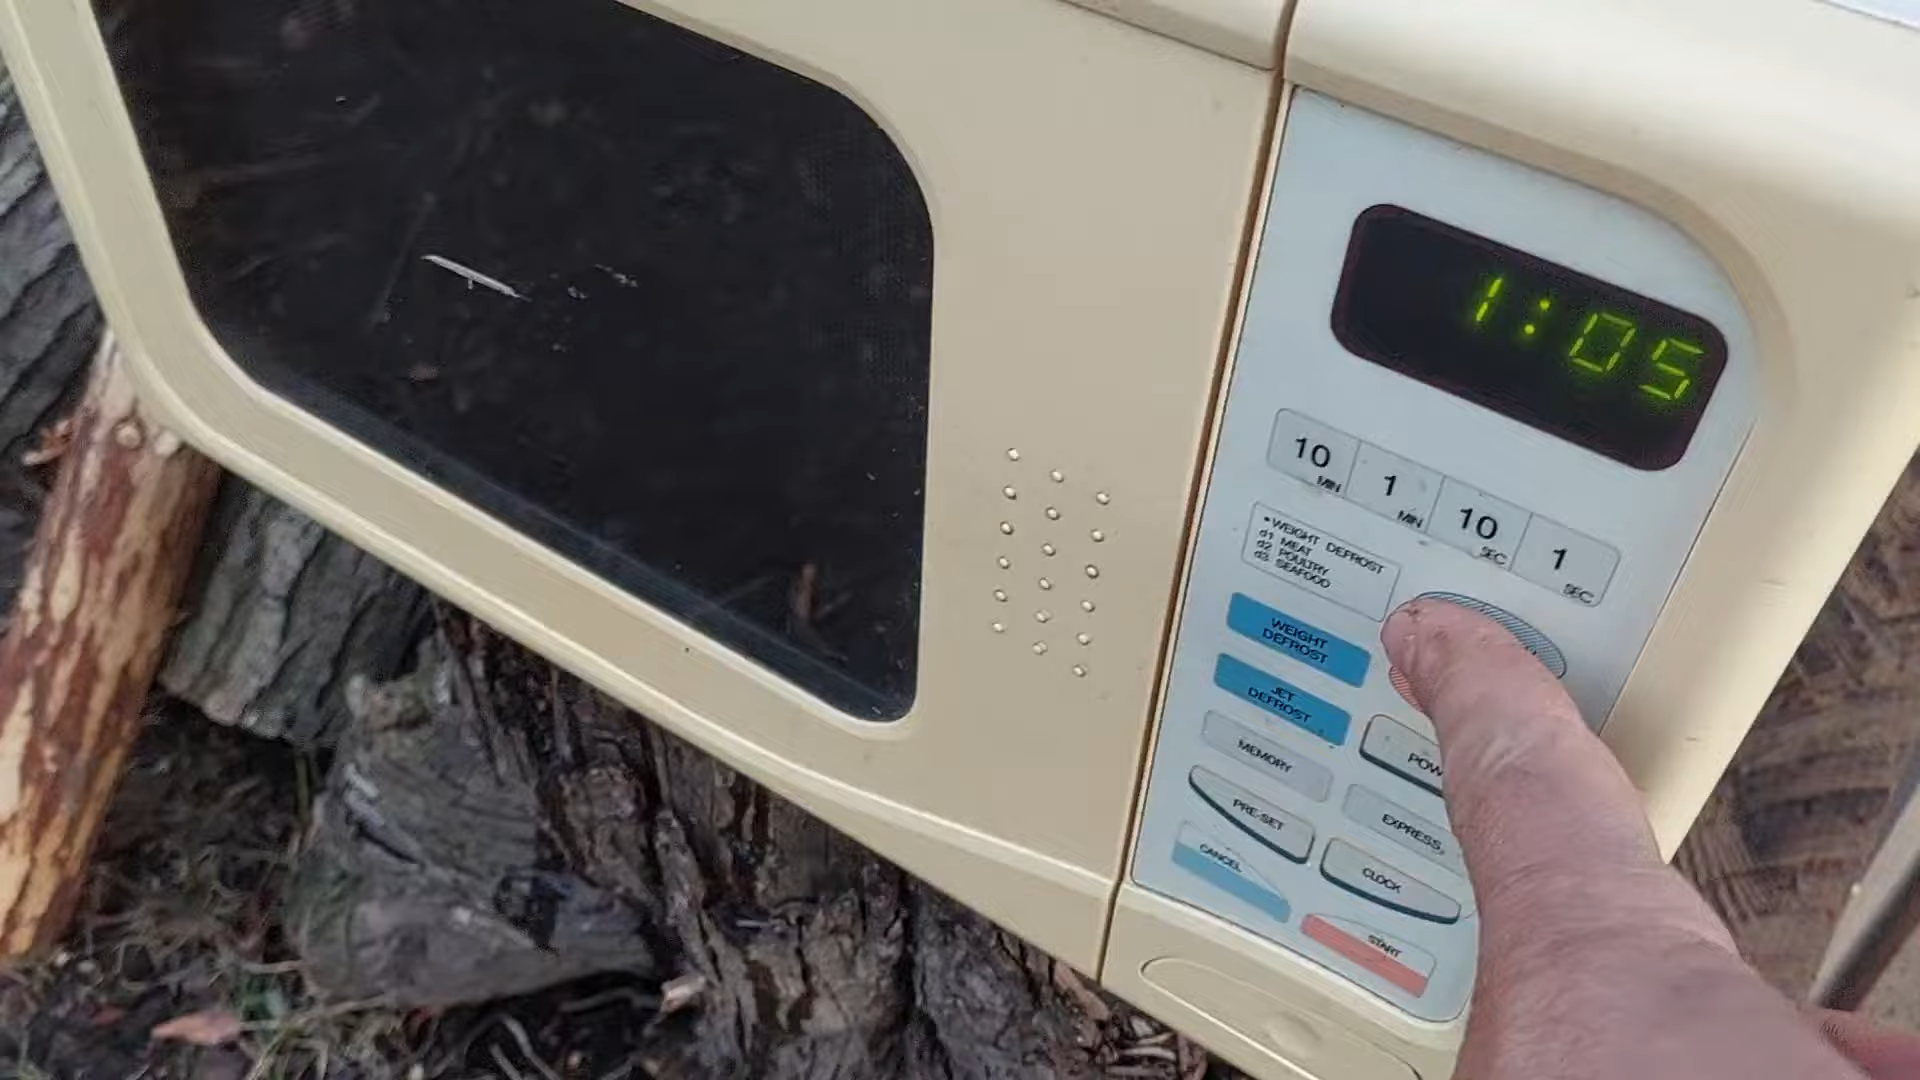 1:05
10 MIN 1 MIN 10 SEC 1 SEC
•WEIGHT DEFROST
d1 MEAT
d2 POULTRY
d3 SEAFOOD
WEIGHT
DEFROST
JET
DEFROST
MEMORY
POW
PRE-SET
EXPRESS
CANCEL
CLOCK
START